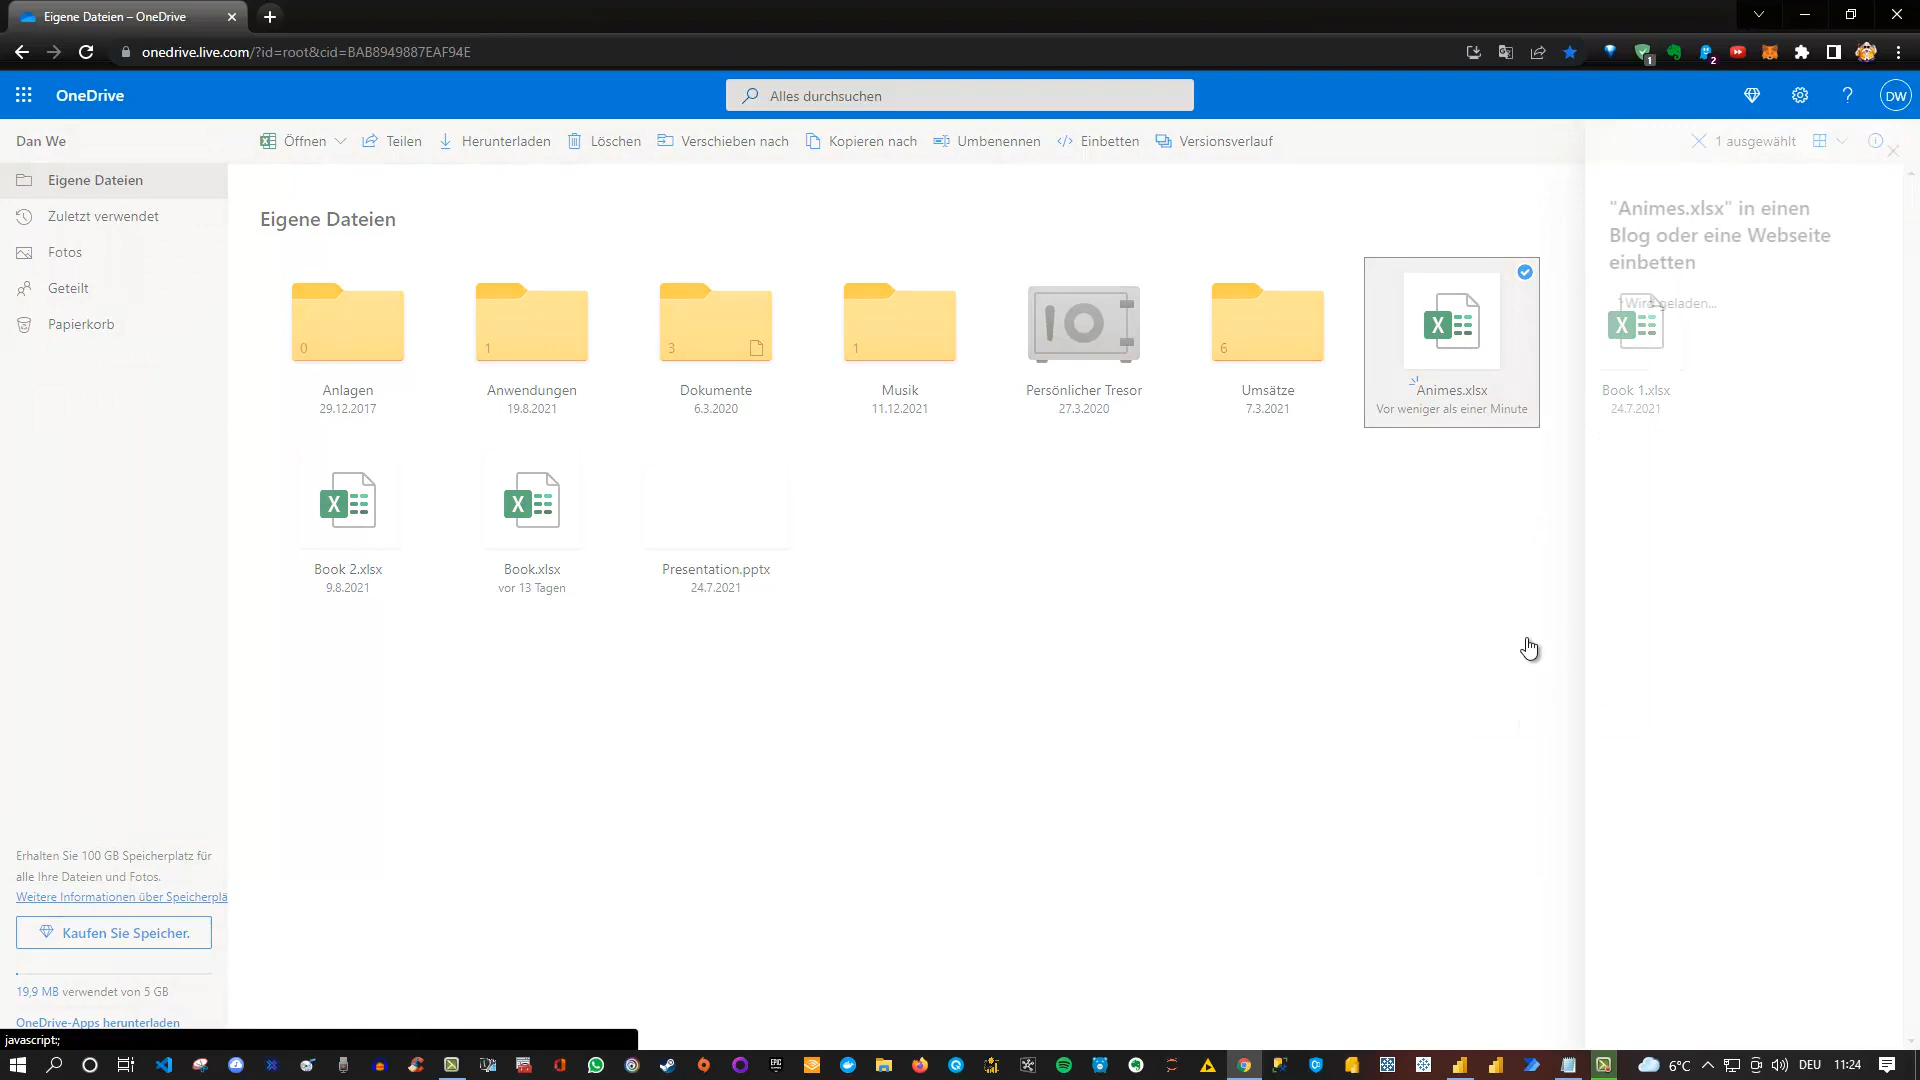 Eigene Dateien – OneDrive
onedrive.live.com/?id=root&cid=BAB8949887EAF94E
1
2
OneDrive
Alles durchsuchen
DW
Dan We
Öffnen
Teilen
Herunterladen
Löschen
Verschieben nach
Kopieren nach
Umbenennen
Einbetten
Versionsverlauf
1 ausgewählt
Eigene Dateien
Zuletzt verwendet
Fotos
Geteilt
Papierkorb
Eigene Dateien
"Animes.xlsx" in einen
Blog oder eine Webseite
einbetten
Wird geladen...
0
Anlagen
29.12.2017
1
Anwendungen
19.8.2021
3
Dokumente
6.3.2020
1
Musik
11.12.2021
Persönlicher Tresor
27.3.2020
6
Umsätze
7.3.2021
X
Animes.xlsx
Vor weniger als einer Minute
X
Book 1.xlsx
24.7.2021
X
Book 2.xlsx
9.8.2021
X
Book.xlsx
vor 13 Tagen
Presentation.pptx
24.7.2021
Erhalten Sie 100 GB Speicherplatz für
alle Ihre Dateien und Fotos.
Weitere Informationen über Speicherplä
Kaufen Sie Speicher.
19,9 MB verwendet von 5 GB
OneDrive-Apps herunterladen
javascript:;
EPIC
6°C
DEU
11:24